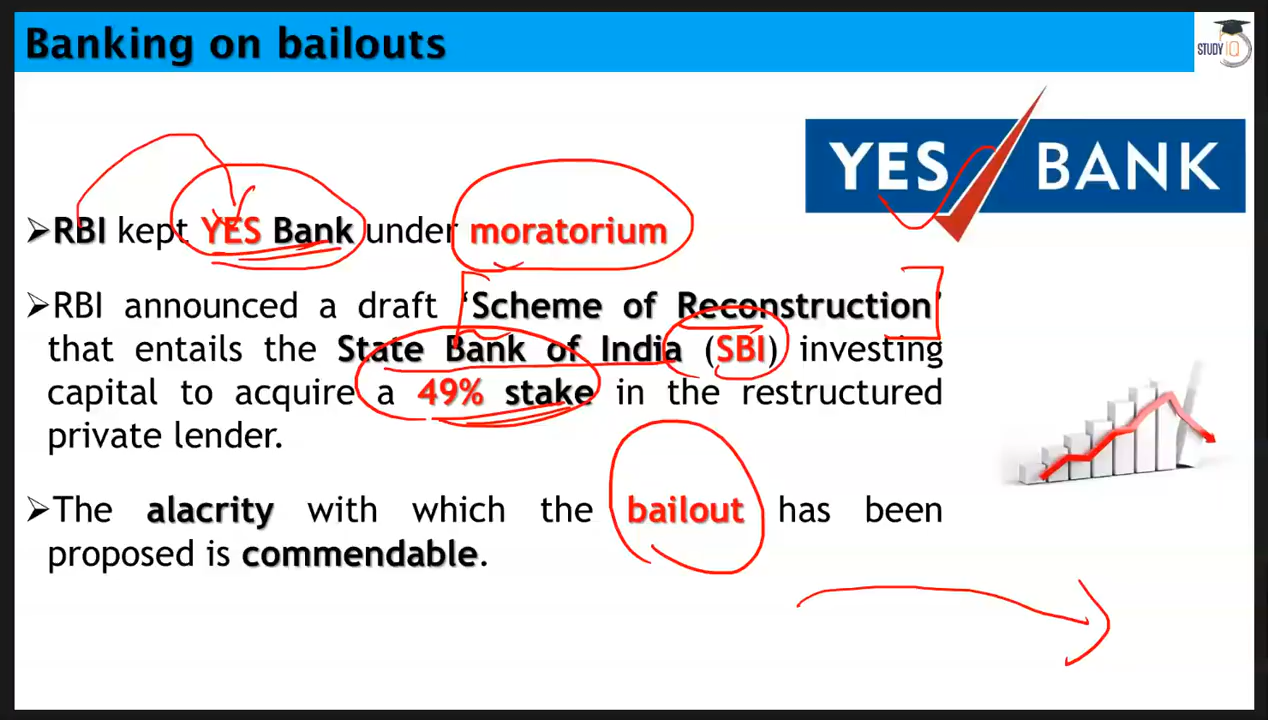 Banking on bailouts
STUDY IQ
YES BANK
➢RBI kept YES Bank under moratorium
➢RBI announced a draft ‘Scheme of Reconstruction’
that entails the State Bank of India (SBI) investing
capital to acquire a 49% stake in the restructured
private lender.
➢The alacrity with which the bailout has been
proposed is commendable.